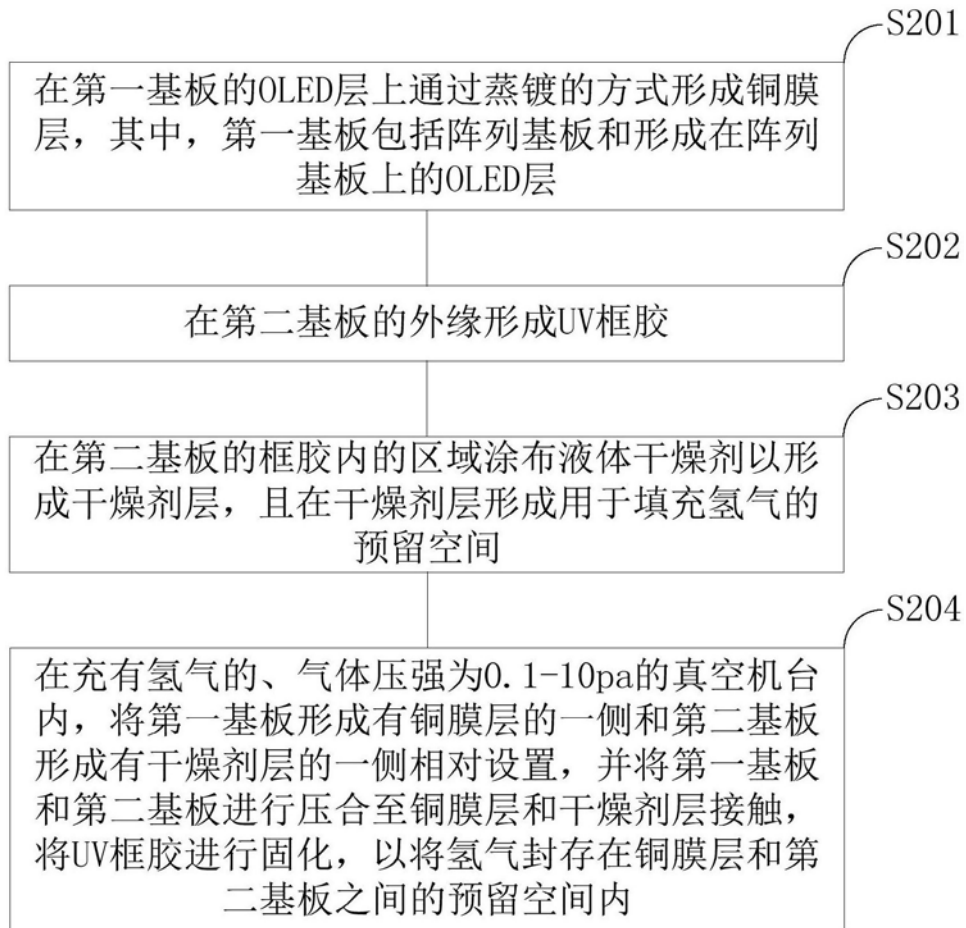 S201
在第一基板的OLED层上通过蒸镀的方式形成铜膜
层，其中，第一基板包括阵列基板和形成在阵列
基板上的OLED层
S202
在第二基板的外缘形成UV框胶
S203
在第二基板的框胶内的区域涂布液体干燥剂以形
成干燥剂层，且在干燥剂层形成用于填充氢气的
预留空间
S204
在充有氢气的、气体压强为0.1-10pa的真空机台
内，将第一基板形成有铜膜层的一侧和第二基板
形成有干燥剂层的一侧相对设置，并将第一基板
和第二基板进行压合至铜膜层和干燥剂层接触，
将UV框胶进行固化，以将氢气封存在铜膜层和第
二基板之间的预留空间内